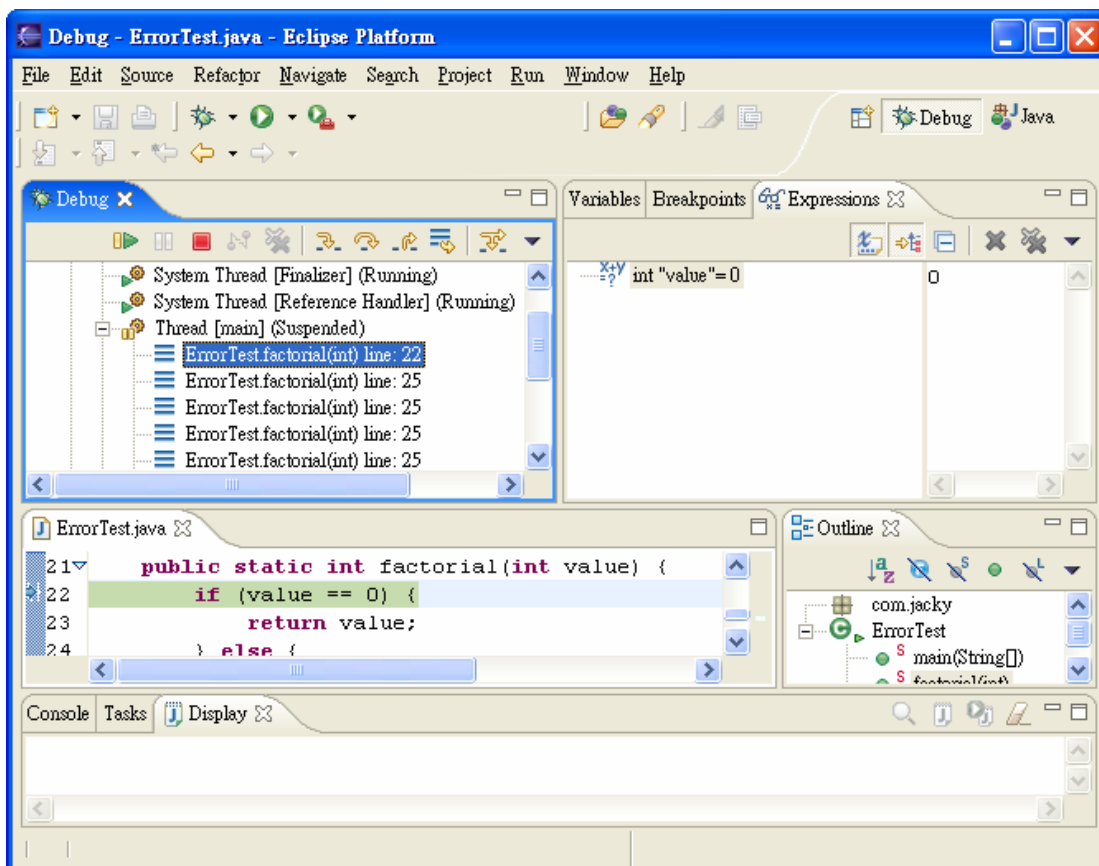 Debug - ErrorTest.java - Eclipse Platform
File Edit Source Refactor Navigate Search Project Run Window Help
Debug Java
Debug
System Thread [Finalizer] (Running)
System Thread [Reference Handler] (Running)
Thread [main] (Suspended)
ErrorTest.factorial(int) line: 22
ErrorTest.factorial(int) line: 25
ErrorTest.factorial(int) line: 25
ErrorTest.factorial(int) line: 25
ErrorTest.factorial(int) line: 25
Variables Breakpoints Expressions
X+Y
=?
int "value"= 0 0
ErrorTest.java
21 public static int factorial(int value) {
22 if (value == 0) {
23 return value;
24 } else {
Outline
com.jacky
ErrorTest
main(String[])
factorial(int)
Console Tasks Display